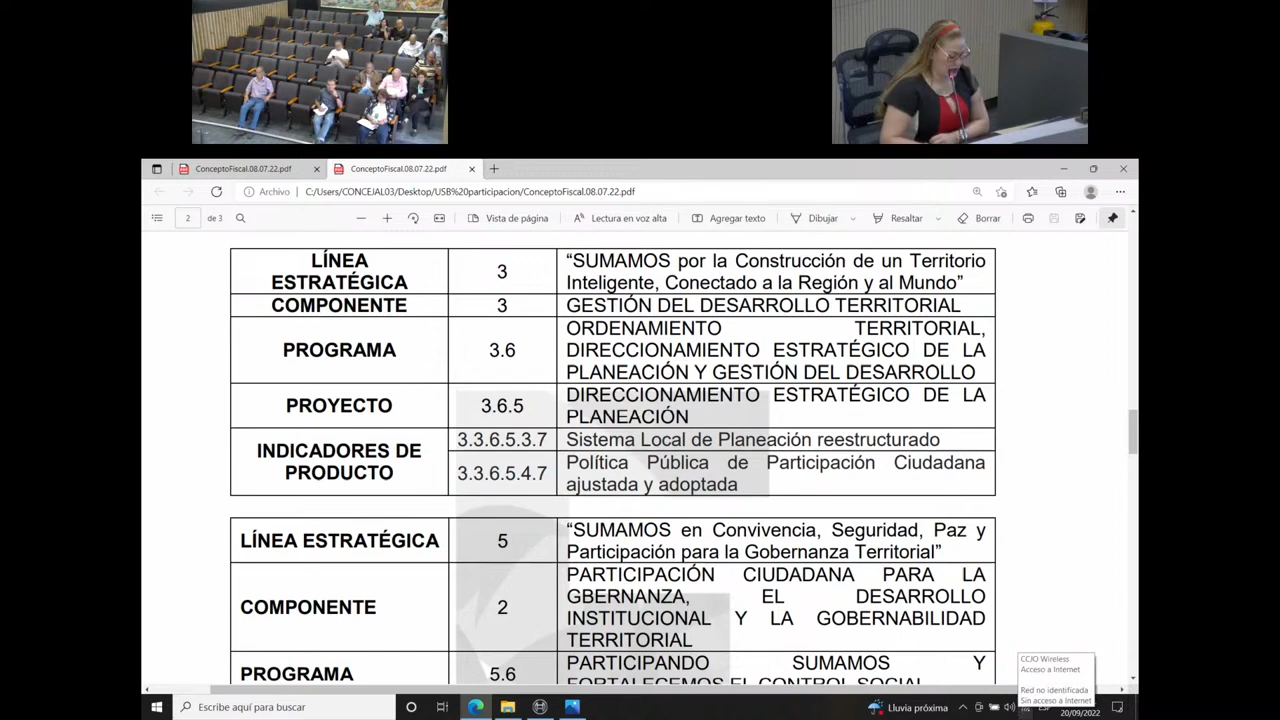 ConceptoFiscal.08.07.22.pdf
ConceptoFiscal.08.07.22.pdf
Archivo
C:/Users/CONCEJAL03/Desktop/USB%20participacion/ConceptoFiscal.08.07.22.pdf
2 de 3
Vista de página
Lectura en voz alta
Agregar texto
Dibujar
Resaltar
Borrar
LÍNEA
ESTRATÉGICA
3
“SUMAMOS por la Construcción de un Territorio
Inteligente, Conectado a la Región y al Mundo”
COMPONENTE
3
GESTIÓN DEL DESARROLLO TERRITORIAL
PROGRAMA
3.6
ORDENAMIENTO TERRITORIAL,
DIRECCIONAMIENTO ESTRATÉGICO DE LA
PLANEACIÓN Y GESTIÓN DEL DESARROLLO
PROYECTO
3.6.5
DIRECCIONAMIENTO ESTRATÉGICO DE LA
PLANEACIÓN
INDICADORES DE
PRODUCTO
3.3.6.5.3.7
Sistema Local de Planeación reestructurado
3.3.6.5.4.7
Política Pública de Participación Ciudadana
ajustada y adoptada
LÍNEA ESTRATÉGICA
5
“SUMAMOS en Convivencia, Seguridad, Paz y
Participación para la Gobernanza Territorial”
COMPONENTE
2
PARTICIPACIÓN CIUDADANA PARA LA
GBERNANZA, EL DESARROLLO
INSTITUCIONAL Y LA GOBERNABILIDAD
TERRITORIAL
PROGRAMA
5.6
PARTICIPANDO SUMAMOS Y
FORTALECEMOS EL CONTROL SOCIAL
CCJO Wireless
Acceso a Internet
Red no identificada
Sin acceso a Internet
Escribe aquí para buscar
Lluvia próxima
ESP
20/09/2022